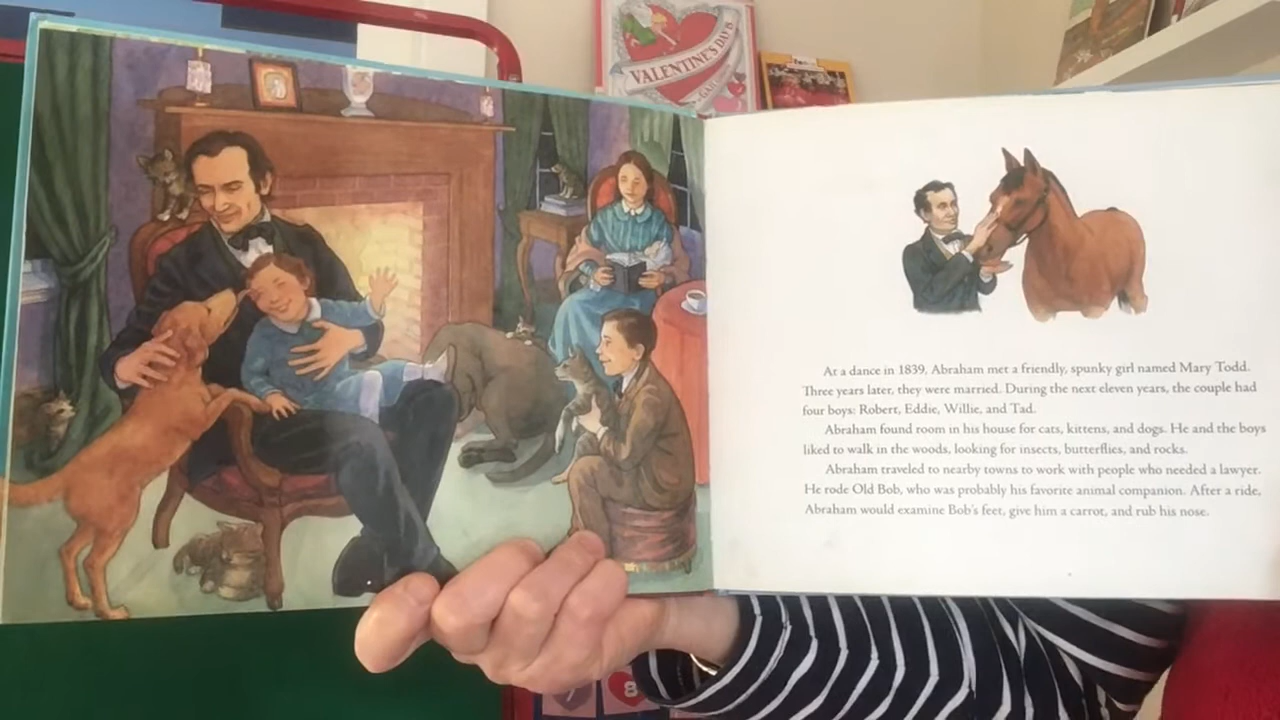 VALENTINE'S DAY IS
At a dance in 1839, Abraham met a friendly, spunky girl named Mary Todd.
Three years later, they were married. During the next eleven years, the couple had
four boys: Robert, Eddie, Willie, and Tad.
Abraham found room in his house for cats, kittens, and dogs. He and the boys
liked to walk in the woods, looking for insects, butterflies, and rocks.
Abraham traveled to nearby towns to work with people who needed a lawyer.
He rode Old Bob, who was probably his favorite animal companion. After a ride,
Abraham would examine Bob's feet, give him a carrot, and rub his nose.
7
8